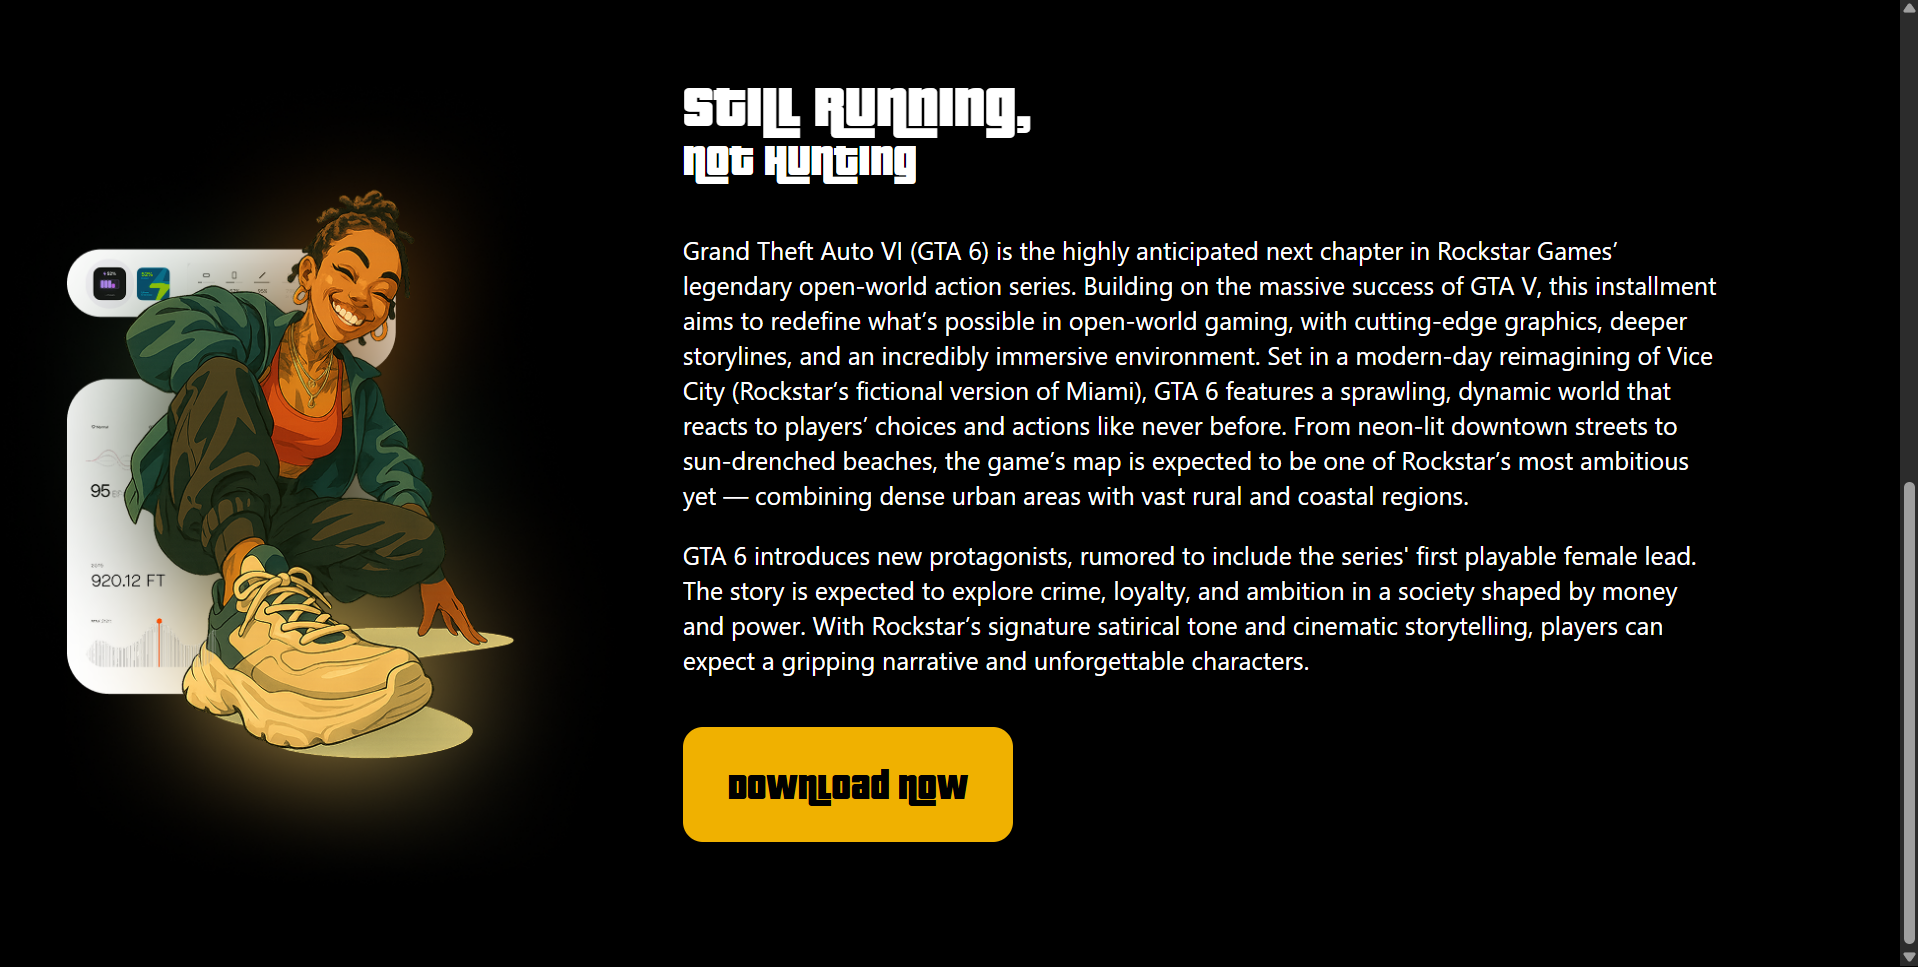 Still Running,
not Hunting
Grand Theft Auto VI (GTA 6) is the highly anticipated next chapter in Rockstar Games’
legendary open-world action series. Building on the massive success of GTA V, this installment
aims to redefine what’s possible in open-world gaming, with cutting-edge graphics, deeper
storylines, and an incredibly immersive environment. Set in a modern-day reimagining of Vice
City (Rockstar’s fictional version of Miami), GTA 6 features a sprawling, dynamic world that
reacts to players’ choices and actions like never before. From neon-lit downtown streets to
sun-drenched beaches, the game’s map is expected to be one of Rockstar’s most ambitious
yet — combining dense urban areas with vast rural and coastal regions.
GTA 6 introduces new protagonists, rumored to include the series' first playable female lead.
The story is expected to explore crime, loyalty, and ambition in a society shaped by money
and power. With Rockstar’s signature satirical tone and cinematic storytelling, players can
expect a gripping narrative and unforgettable characters.
Download now
95
920.12 FT